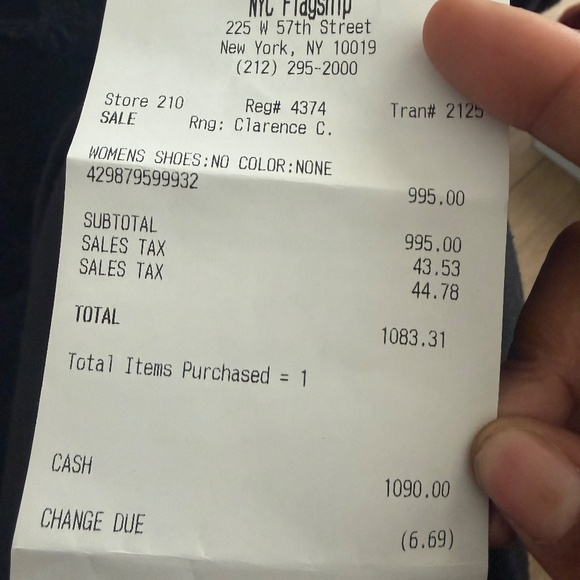 NYC Flagship
225 W 57th Street
New York, NY 10019
(212) 295-2000
Store 210 Reg# 4374 Tran# 2125
SALE Rng: Clarence C.
WOMENS SHOES:NO COLOR:NONE
429879599932 995.00
SUBTOTAL 995.00
SALES TAX 43.53
SALES TAX 44.78
TOTAL 1083.31
Total Items Purchased = 1
CASH 1090.00
CHANGE DUE (6.69)